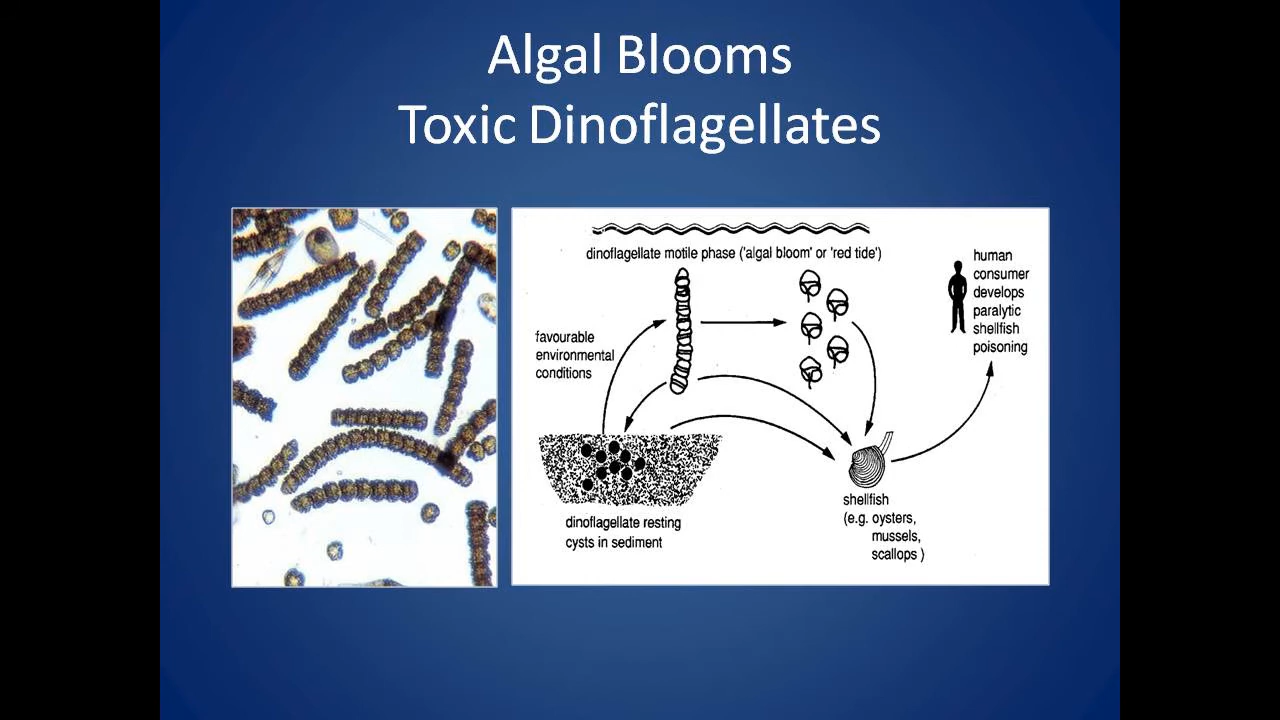 Algal Blooms
Toxic Dinoflagellates
dinoflagellate motile phase ('algal bloom' or 'red tide')
human
consumer
develops
paralytic
shellfish
poisoning
favourable
environmental
conditions
dinoflagellate resting
cysts in sediment
shellfish
(e.g. oysters,
mussels,
scallops )